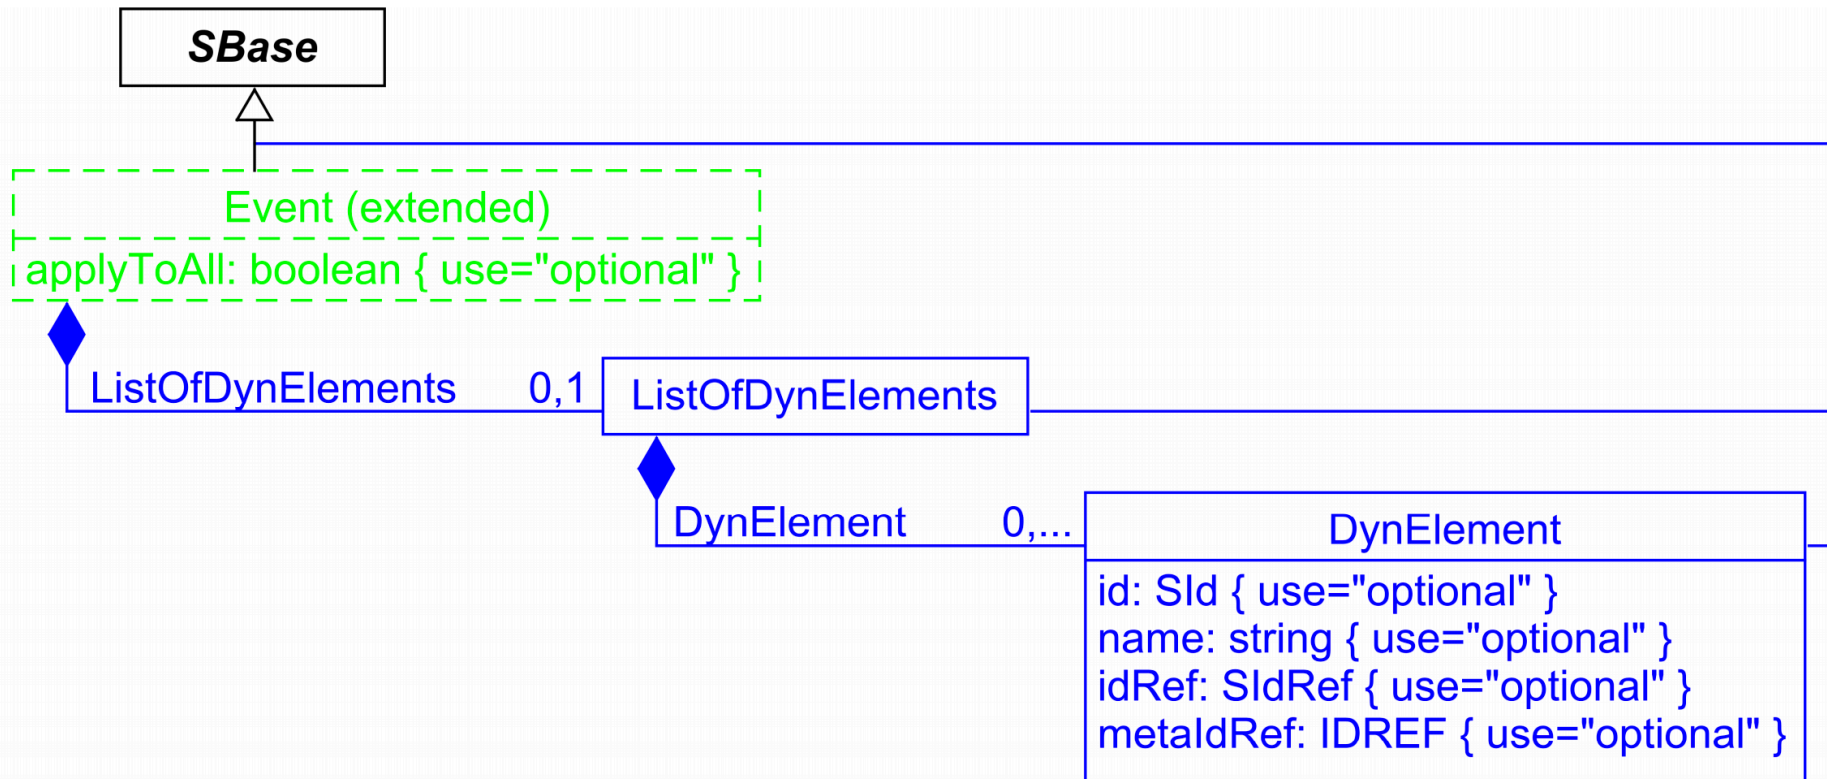 SBase
Event (extended)
applyToAll: boolean { use="optional" }
ListOfDynElements 0,1
ListOfDynElements
DynElement 0,...
DynElement
id: SId { use="optional" }
name: string { use="optional" }
idRef: SIdRef { use="optional" }
metaIdRef: IDREF { use="optional" }